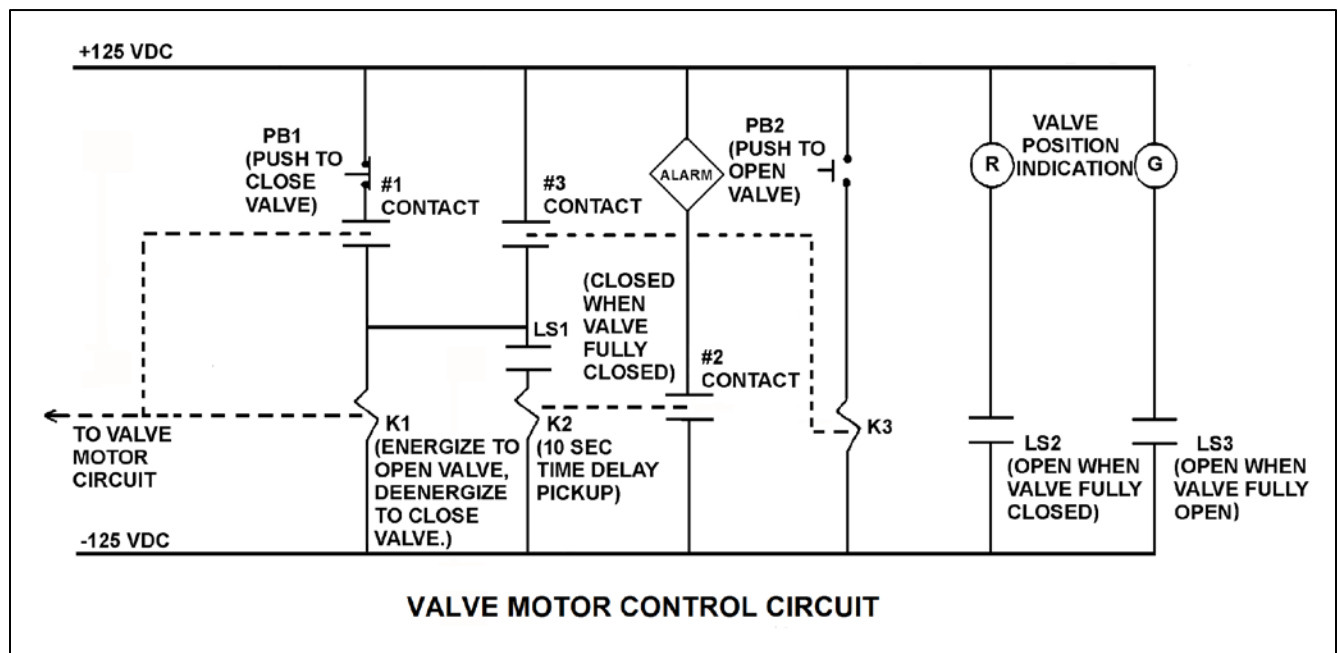 +125 VDC
PB1
(PUSH TO
CLOSE
VALVE)
#1
CONTACT
#3
CONTACT
ALARM
PB2
(PUSH TO
OPEN
VALVE)
R
VALVE
POSITION
INDICATION
G
(CLOSED
WHEN
VALVE
FULLY
CLOSED)
LS1
#2
CONTACT
TO VALVE
MOTOR
CIRCUIT
K1
(ENERGIZE TO
OPEN VALVE,
DEENERGIZE
TO CLOSE
VALVE.)
K2
(10 SEC
TIME DELAY
PICKUP)
K3
LS2
(OPEN WHEN
VALVE FULLY
CLOSED)
LS3
(OPEN WHEN
VALVE FULLY
OPEN)
-125 VDC
VALVE MOTOR CONTROL CIRCUIT